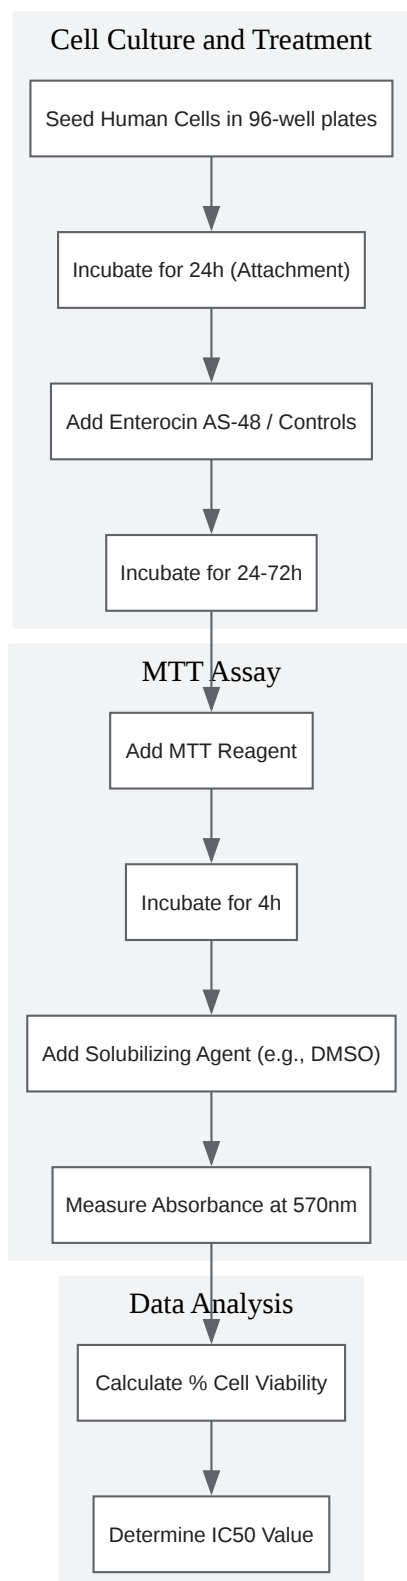 Cell Culture and Treatment
Seed Human Cells in 96-well plates
Incubate for 24h (Attachment)
Add Enterocin AS-48 / Controls
Incubate for 24-72h
MTT Assay
Add MTT Reagent
Incubate for 4h
Add Solubilizing Agent (e.g., DMSO)
Measure Absorbance at 570nm
Data Analysis
Calculate % Cell Viability
Determine IC50 Value